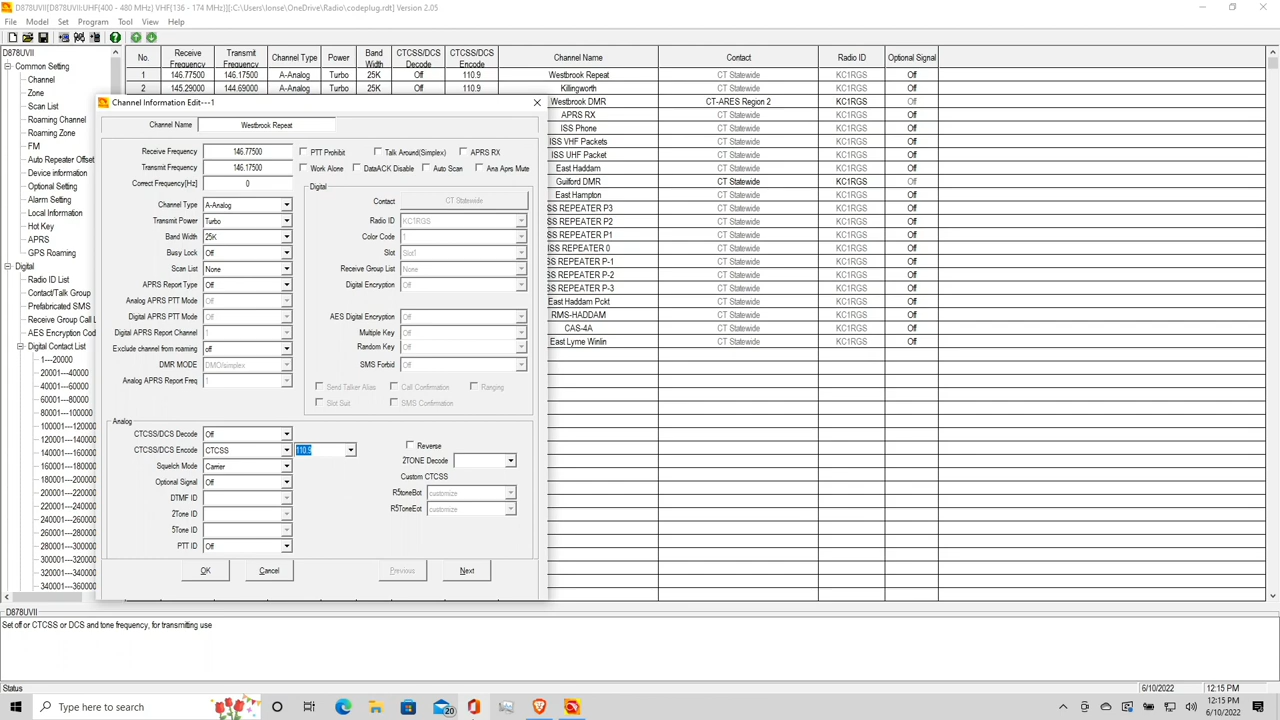 D878UVII[D878UVII:UHF(400 - 480 MHz) VHF(136 - 174 MHz)][:C:\Users\lonse\OneDrive\Radio\codeplug.rdt] Version 2.05
File Model Set Program Tool View Help
D878UVII
Common Setting
Channel
Zone
Scan List
Roaming Channel
Roaming Zone
FM
Auto Repeater Offset
Device information
Optional Setting
Alarm Setting
Local Information
Hot Key
APRS
GPS Roaming
Digital
Radio ID List
Contact/Talk Group
Prefabricated SMS
Receive Group Call L
AES Encryption Cod
Digital Contact List
1---20000
20001---40000
40001---60000
60001---80000
80001---100000
100001---120000
120001---140000
140001---160000
160001---180000
180001---200000
200001---220000
220001---240000
240001---260000
260001---280000
280001---300000
300001---320000
320001---340000
340001---360000
No. Receive Frequency Transmit Frequency Channel Type Power Band Width CTCSS/DCS Decode CTCSS/DCS Encode Channel Name Contact Radio ID Optional Signal
1 146.77500 146.17500 A-Analog Turbo 25K Off 110.9 Westbrook Repeat CT Statewide KC1RGS Off
2 145.29000 144.69000 A-Analog Turbo 25K Off 110.9 Killingworth CT Statewide KC1RGS Off
Westbrook DMR CT-ARES Region 2 KC1RGS Off
APRS RX CT Statewide KC1RGS Off
ISS Phone CT Statewide KC1RGS Off
ISS VHF Packets CT Statewide KC1RGS Off
ISS UHF Packet CT Statewide KC1RGS Off
East Haddam CT Statewide KC1RGS Off
Guilford DMR CT Statewide KC1RGS Off
East Hampton CT Statewide KC1RGS Off
SS REPEATER P3 CT Statewide KC1RGS Off
SS REPEATER P2 CT Statewide KC1RGS Off
SS REPEATER P1 CT Statewide KC1RGS Off
SS REPEATER 0 CT Statewide KC1RGS Off
SS REPEATER P-1 CT Statewide KC1RGS Off
SS REPEATER P-2 CT Statewide KC1RGS Off
SS REPEATER P-3 CT Statewide KC1RGS Off
East Haddam Pckt CT Statewide KC1RGS Off
RMS-HADDAM CT Statewide KC1RGS Off
CAS-4A CT Statewide KC1RGS Off
East Lyme Winlin CT Statewide KC1RGS Off
Channel Information Edit---1
Channel Name Westbrook Repeat
Receive Frequency 146.77500
Transmit Frequency 146.17500
Correct Frequency[Hz] 0
Channel Type A-Analog
Transmit Power Turbo
Band Width 25K
Busy Lock Off
Scan List None
APRS Report Type Off
Analog APRS PTT Mode Off
Digital APRS PTT Mode Off
Digital APRS Report Channel 1
Exclude channel from roaming off
DMR MODE DMO/simplex
Analog APRS Report Freq 1
PTT Prohibit Talk Around(Simplex) APRS RX
Work Alone DataACK Disable Auto Scan Ana Aprs Mute
Digital
Contact CT Statewide
Radio ID KC1RGS
Color Code 1
Slot Slot1
Receive Group List None
Digital Encryption Off
AES Digital Encryption Off
Multiple Key Off
Random Key Off
SMS Forbid Off
Send Talker Alias Call Confirmation Ranging
Slot Suit SMS Confirmation
Analog
CTCSS/DCS Decode Off
CTCSS/DCS Encode CTCSS 110.9
Squelch Mode Carrier
Optional Signal Off
DTMF ID
2Tone ID
5Tone ID
PTT ID Off
Reverse
2TONE Decode
Custom CTCSS
R5toneBot customize
R5ToneEot customize
OK Cancel Previous Next
D878UVII
Set off or CTCSS or DCS and tone frequency, for transmitting use
Status 6/10/2022 12:15 PM
Type here to search
20
12:15 PM
6/10/2022